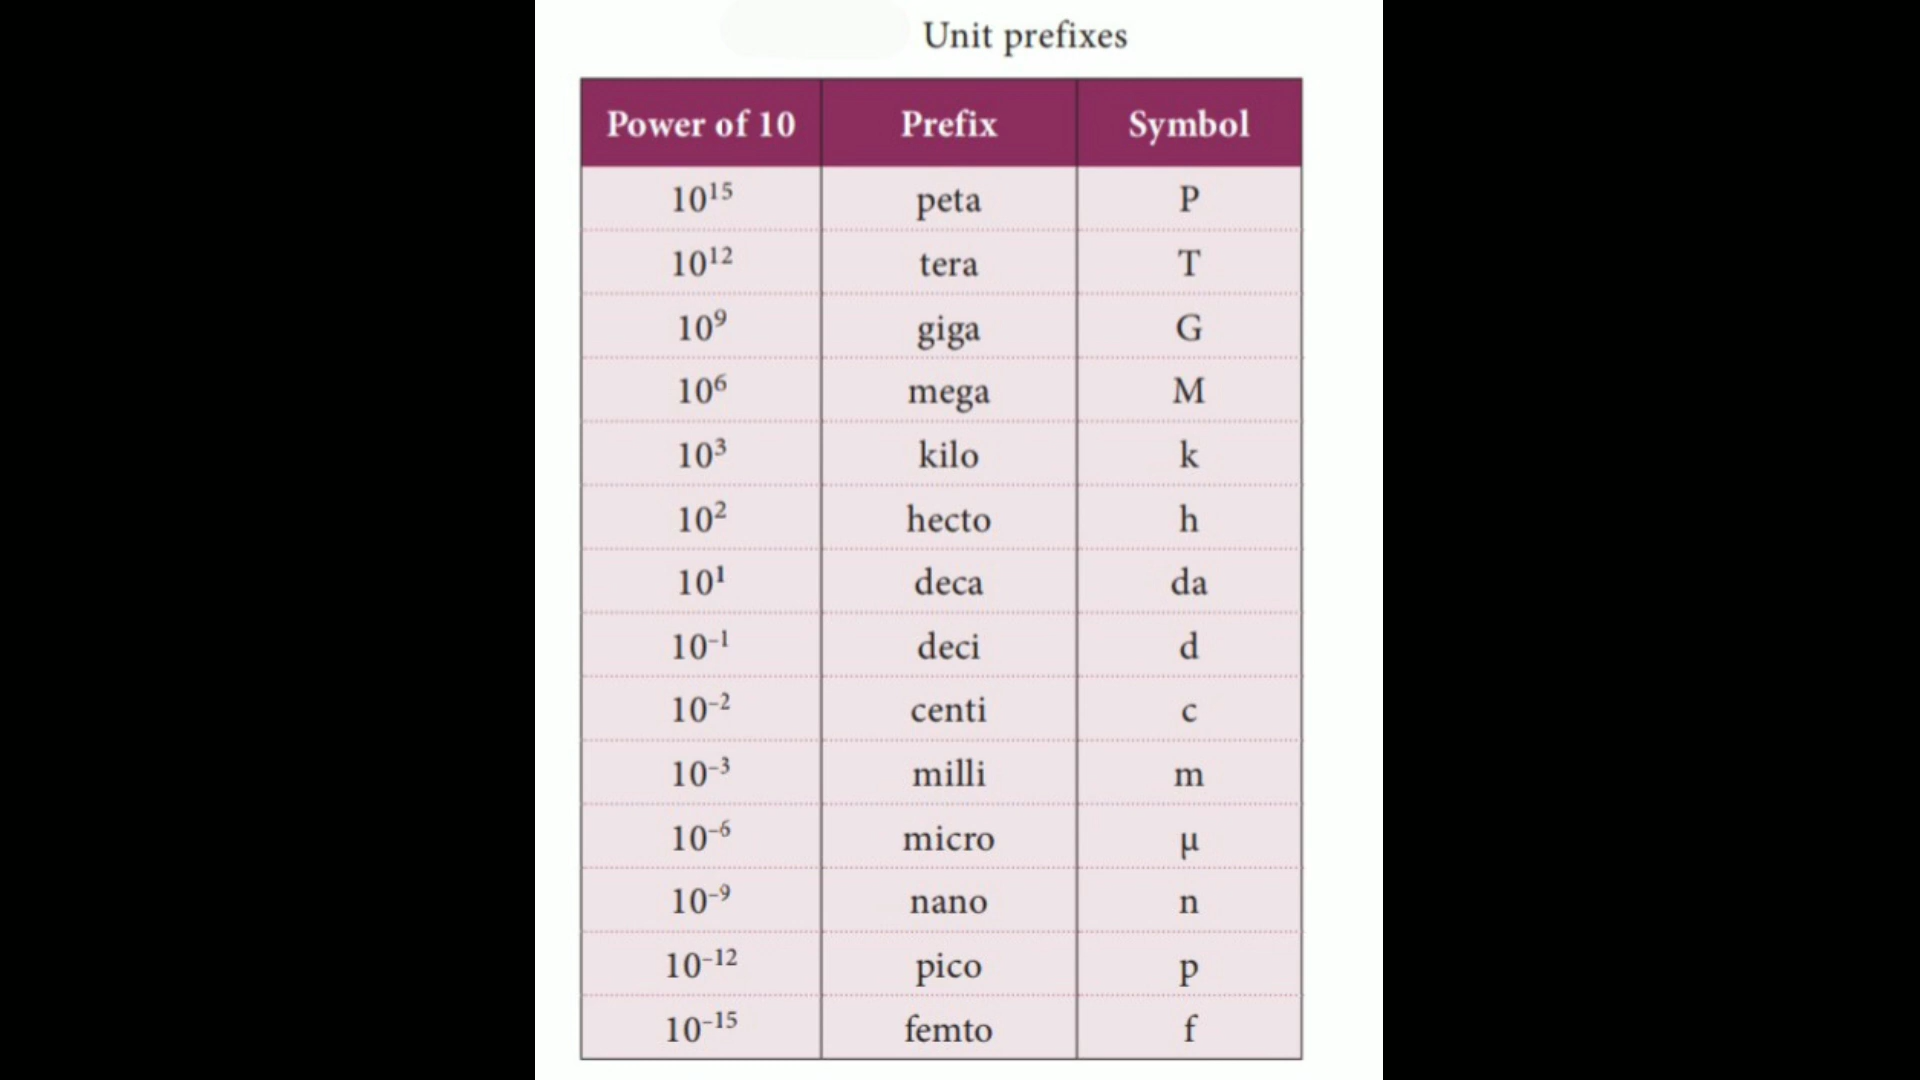 Unit prefixes
Power of 10 Prefix Symbol
10¹⁵ peta P
10¹² tera T
10⁹ giga G
10⁶ mega M
10³ kilo k
10² hecto h
10¹ deca da
10⁻¹ deci d
10⁻² centi c
10⁻³ milli m
10⁻⁶ micro µ
10⁻⁹ nano n
10⁻¹² pico p
10⁻¹⁵ femto f